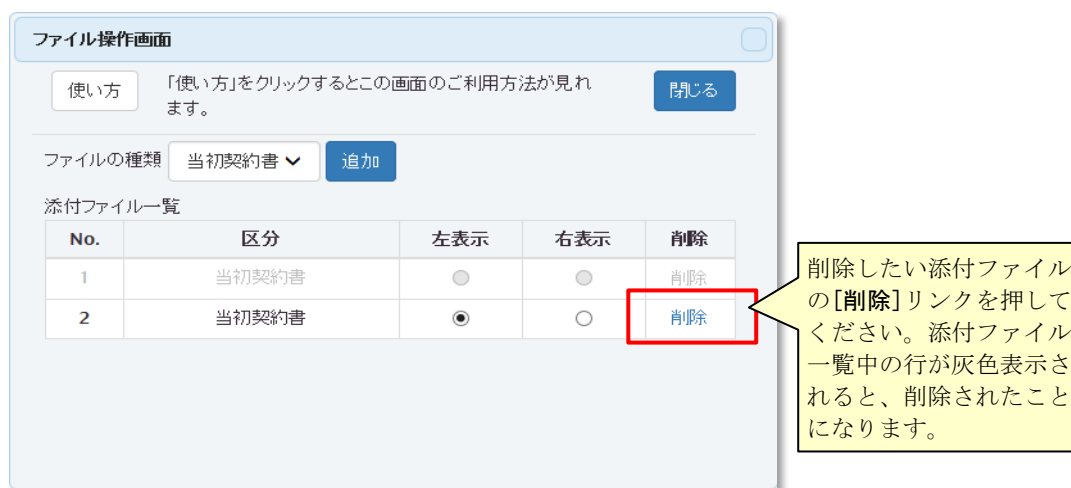 ファイル操作画面
使い方
「使い方」をクリックするとこの画面のご利用方法が見れ
ます。
閉じる
ファイルの種類 当初契約書 追加
添付ファイル一覧
No. 区分 左表示 右表示 削除
1 当初契約書 削除
2 当初契約書 削除
削除したい添付ファイル
の[削除]リンクを押して
ください。添付ファイル
一覧中の行が灰色表示さ
れると、削除されたこと
になります。